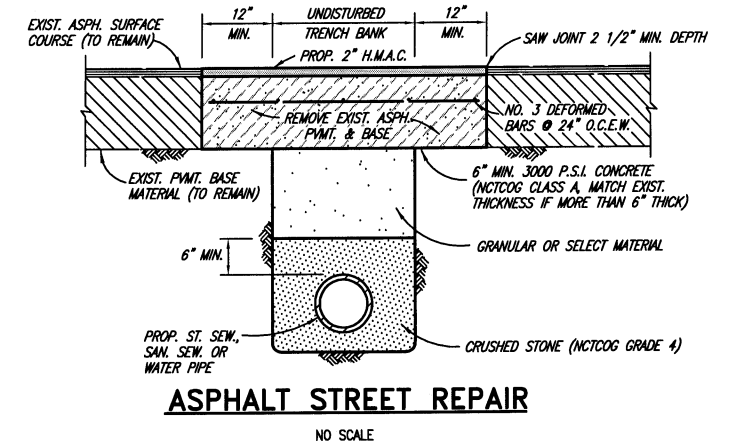 12"
UNDISTURBED
12"
EXIST. ASPH. SURFACE
COURSE (TO REMAIN)
MIN.
TRENCH BANK
MIN.
PROP. 2" H.M.A.C.
SAW JOINT 2 1/2" MIN. DEPTH
REMOVE EXIST. ASPH.
PVMT. & BASE
NO. 3 DEFORMED
BARS @ 24" O.C.E.W.
EXIST. PVMT. BASE
MATERIAL (TO REMAIN)
6" MIN. 3000 P.S.I. CONCRETE
(NCTCOG CLASS A, MATCH EXIST.
THICKNESS IF MORE THAN 6" THICK)
GRANULAR OR SELECT MATERIAL
6" MIN.
PROP. ST. SEW.,
SAN. SEW. OR
WATER PIPE
CRUSHED STONE (NCTCOG GRADE 4)
ASPHALT STREET REPAIR
NO SCALE